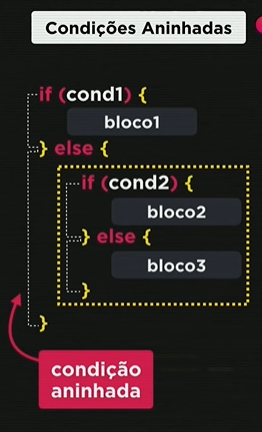 Condições Aninhadas
if (cond1) {
bloco1
} else {
if (cond2) {
bloco2
} else {
bloco3
}
}
condição
aninhada